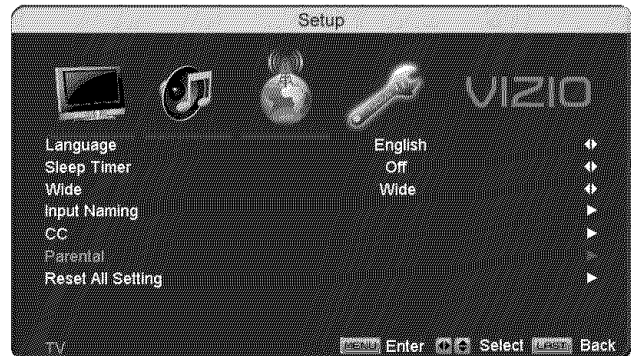 Setup
VIZIO
Language English
Sleep Timer Off
Wide Wide
Input Naming
CC
Parental
Reset All Setting
TV MENU Enter Select LAST Back